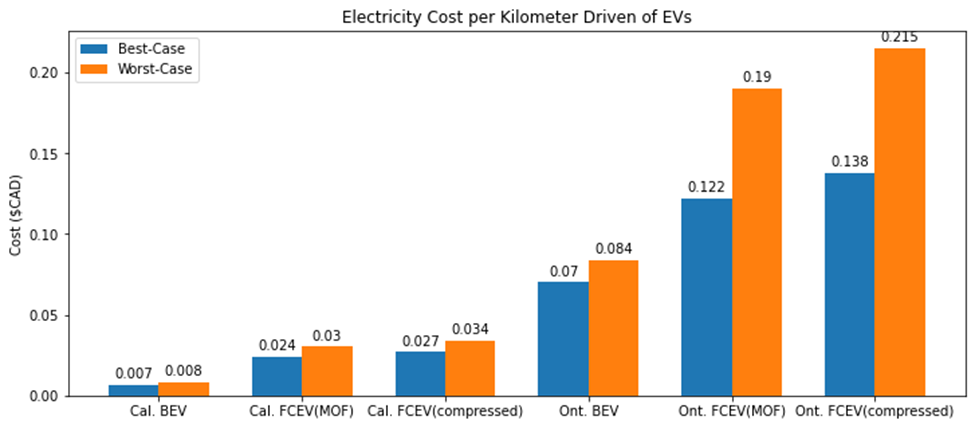 Electricity Cost per Kilometer Driven of EVs
Best-Case
Worst-Case
Cost ($CAD)
0.20
0.15
0.10
0.05
0.00
0.007
0.008
0.024
0.03
0.027
0.034
0.07
0.084
0.122
0.19
0.138
0.215
Cal. BEV
Cal. FCEV(MOF)
Cal. FCEV(compressed)
Ont. BEV
Ont. FCEV(MOF)
Ont. FCEV(compressed)